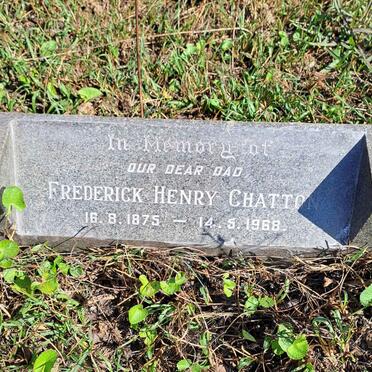 In Memory of
OUR DEAR DAD
FREDERICK HENRY CHATTON
16.8.1875 – 14.5.1968.